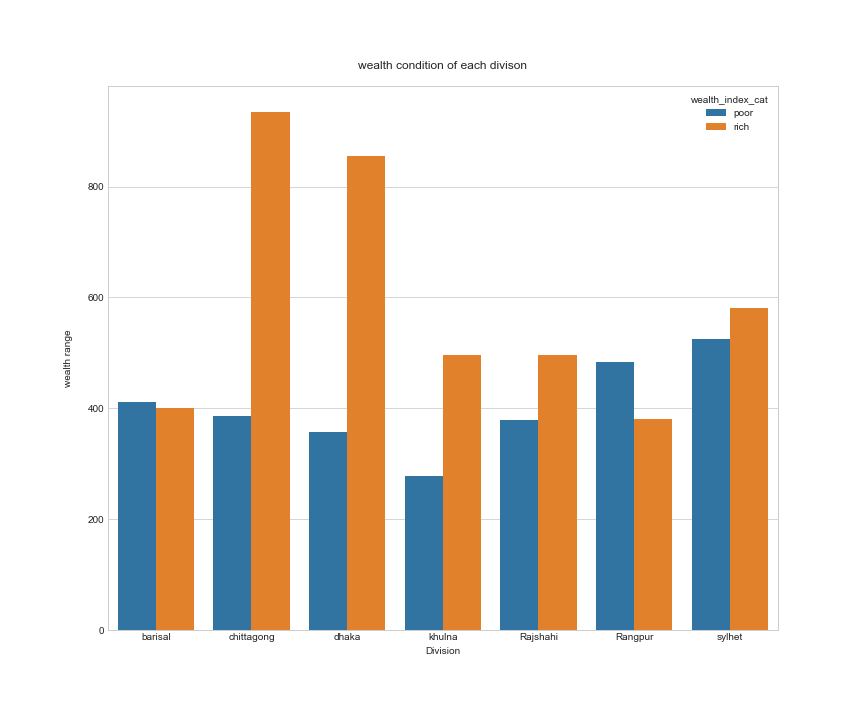 wealth condition of each divison
wealth_index_cat
poor
rich
800
600
400
200
0
wealth range
barisal chittagong dhaka khulna Rajshahi Rangpur sylhet
Division